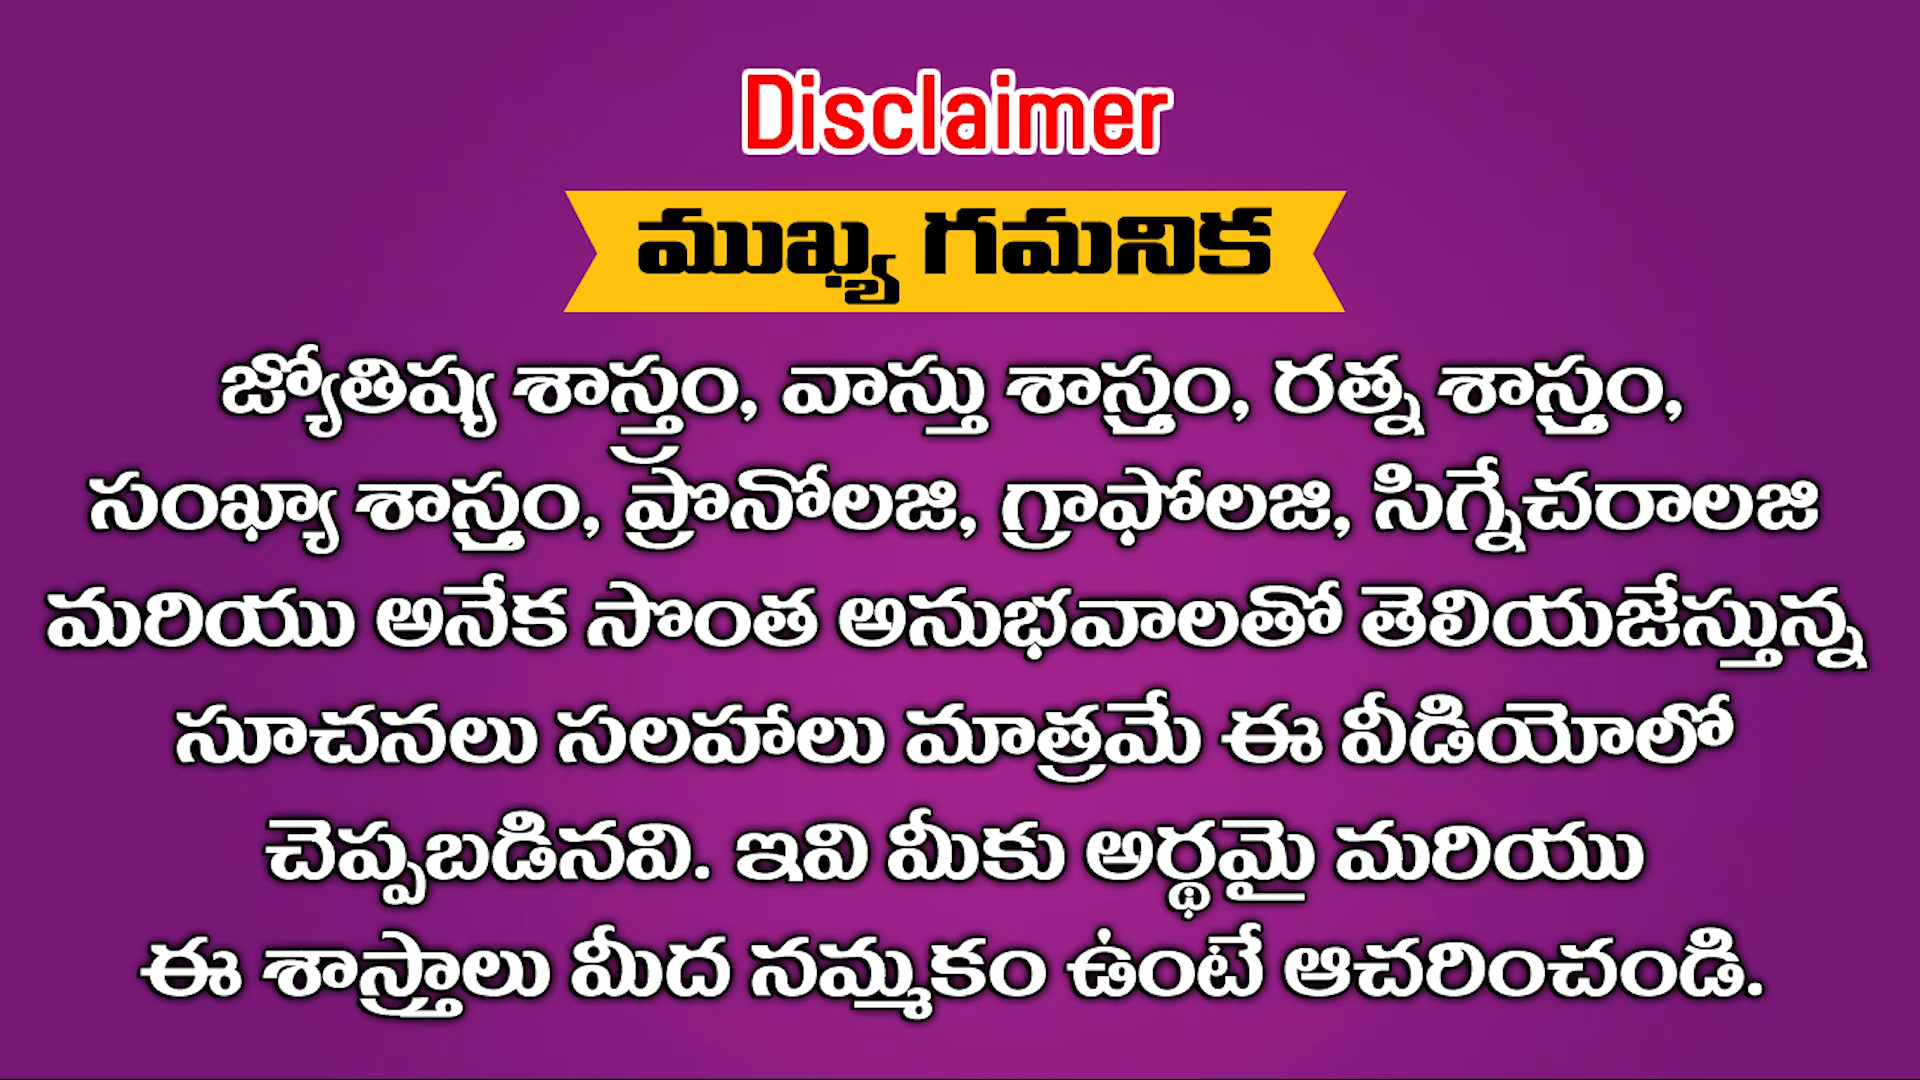 Disclaimer
ముఖ్య గమనిక
జ్యోతిష్య శాస్త్రం, వాస్తు శాస్త్రం, రత్న శాస్త్రం,
సంఖ్యా శాస్త్రం, ప్రొనోలజి, గ్రాఫోలజి, సిగ్నేచరాలజి
మరియు అనేక సొంత అనుభవాలతో తెలియజేస్తున్న
సూచనలు సలహాలు మాత్రమే ఈ వీడియోలో
చెప్పబడినవి. ఇవి మీకు అర్థమై మరియు
ఈ శాస్త్రాలు మీద నమ్మకం ఉంటే ఆచరించండి.